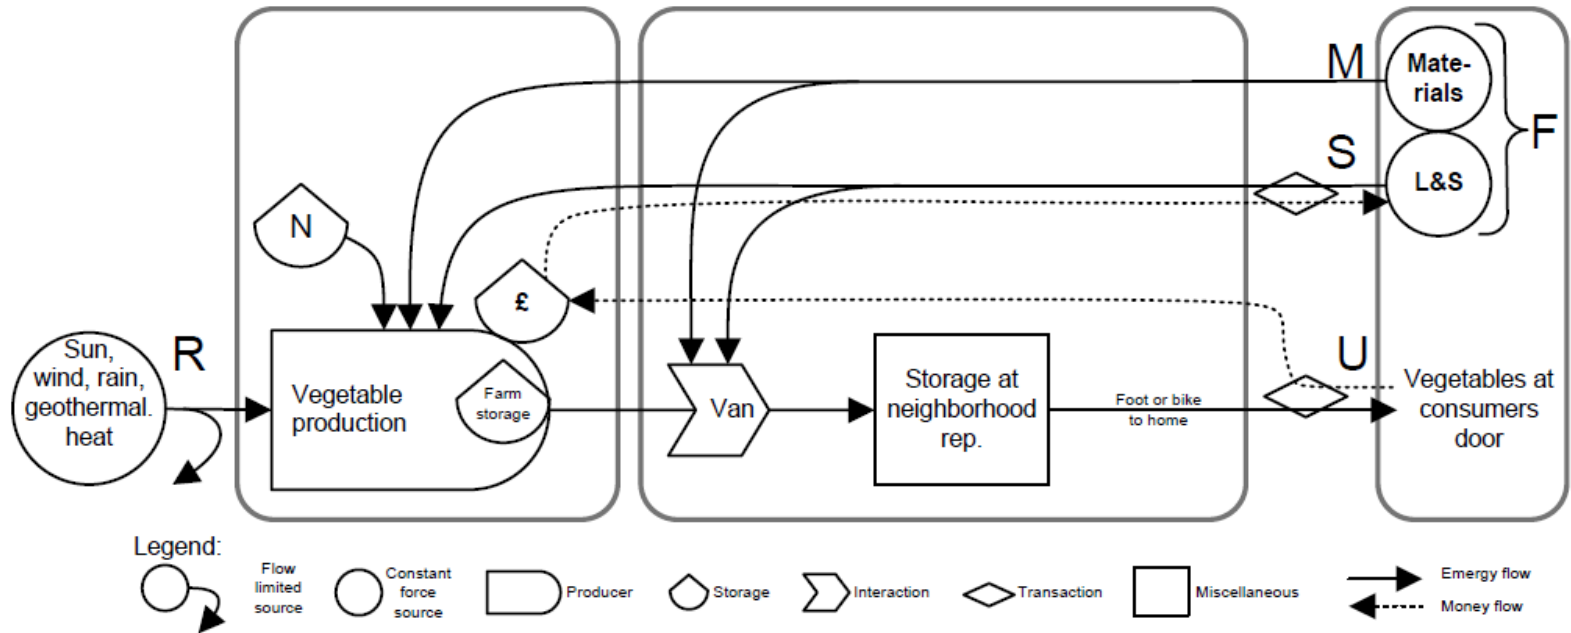 M
Mate-
rials
F
S
L&S
N
£
R
Sun,
wind, rain,
geothermal.
heat
Vegetable
production
Farm
storage
Van
Storage at
neighborhood
rep.
Foot or bike
to home
U
Vegetables at
consumers
door
Legend:
Flow
limited
source
Constant
force
source
Producer
Storage
Interaction
Transaction
Miscellaneous
Emergy flow
Money flow